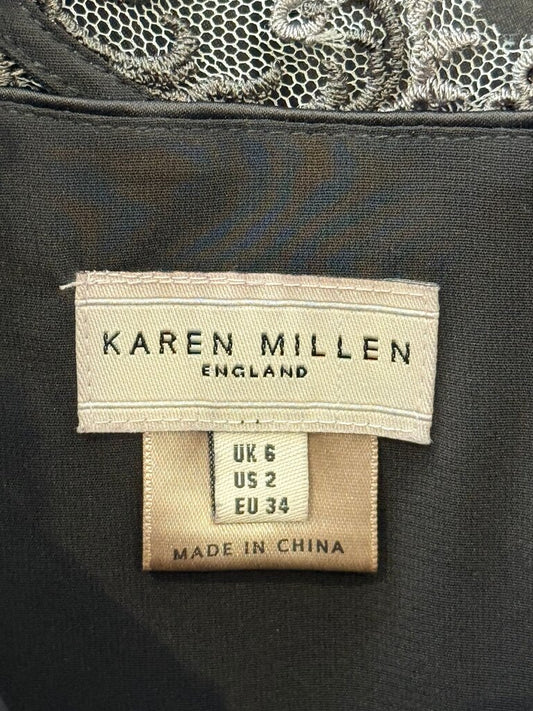 KAREN MILLEN
ENGLAND
UK 6
US 2
EU 34
MADE IN CHINA